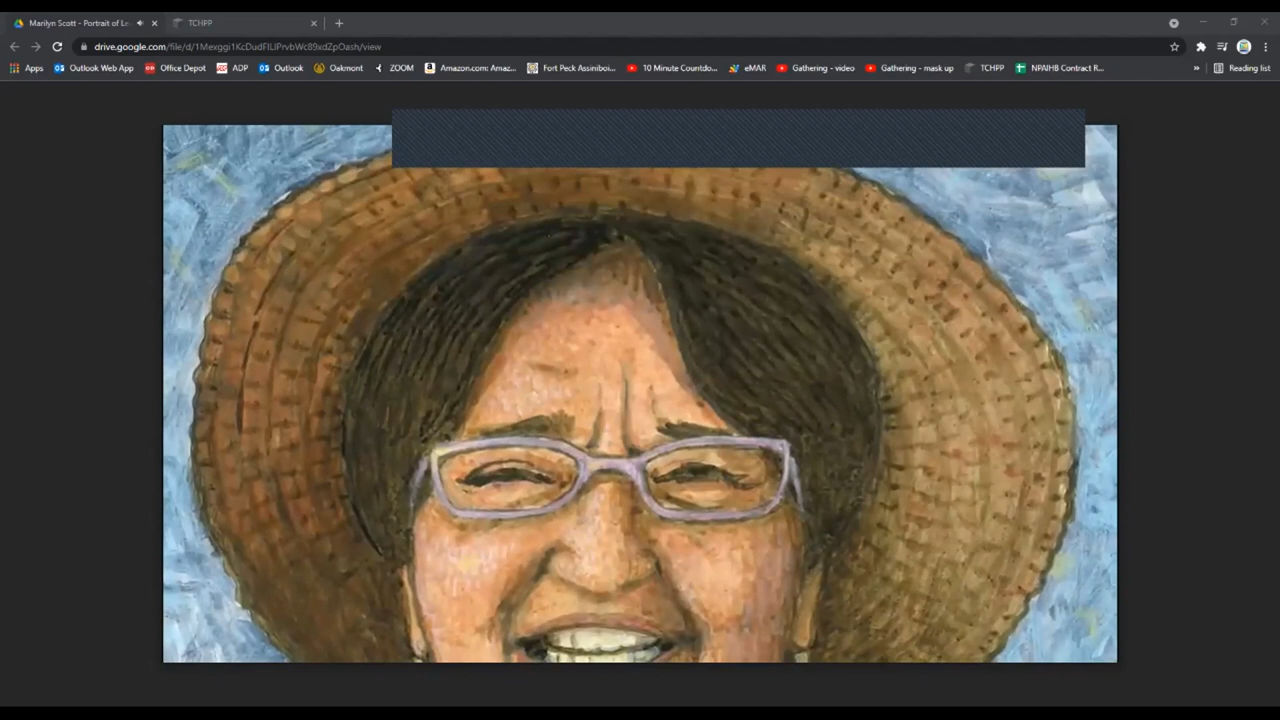 Marilyn Scott - Portrait of Le
TCHPP
drive.google.com/file/d/1Mexggi1KcDudFlLlPrvbWc89xdZpOash/view
Apps Outlook Web App Office Depot ADP Outlook Oakmont ZOOM Amazon.com: Amaz... Fort Peck Assiniboi... 10 Minute Countdo... eMAR Gathering - video Gathering - mask up TCHPP NPAIHB Contract R... » Reading list